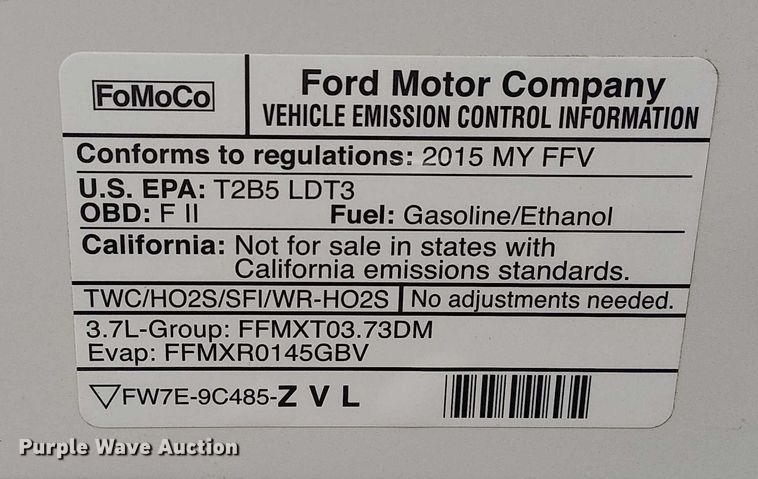 FoMoCo
Ford Motor Company
VEHICLE EMISSION CONTROL INFORMATION
Conforms to regulations: 2015 MY FFV
U.S. EPA: T2B5 LDT3
OBD: F II Fuel: Gasoline/Ethanol
California: Not for sale in states with
California emissions standards.
TWC/HO2S/SFI/WR-HO2S No adjustments needed.
3.7L-Group: FFMXT03.73DM
Evap: FFMXR0145GBV
▽FW7E-9C485-Z V L
Purple Wave Auction